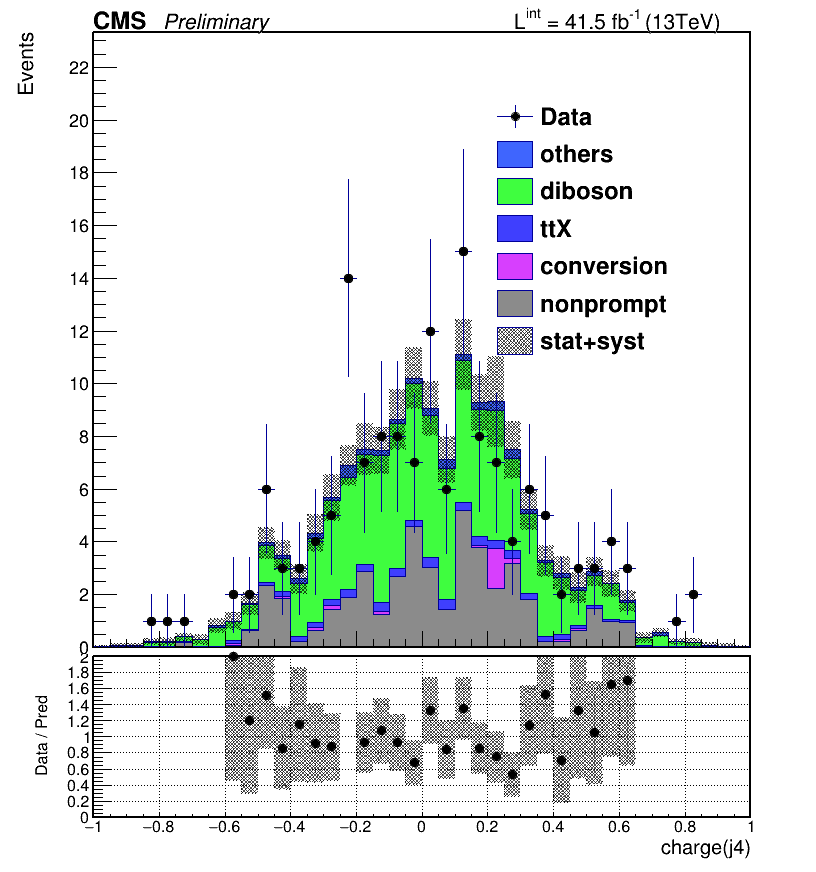 CMS Preliminary L^int = 41.5 fb^-1 (13TeV)
Events
22
20
18
16
14
12
10
8
6
4
2
0
Data
others
diboson
ttX
conversion
nonprompt
stat+syst
Data / Pred
2
1.8
1.6
1.4
1.2
1
0.8
0.6
0.4
0.2
0
−1 −0.8 −0.6 −0.4 −0.2 0 0.2 0.4 0.6 0.8 1
charge(j4)